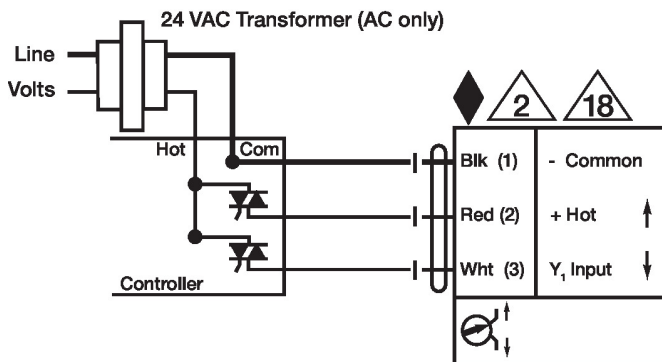 24 VAC Transformer (AC only)
Line
Volts
2
18
Hot
Com
Blk (1)
- Common
Red (2)
+ Hot
Wht (3)
Y₁ Input
Controller